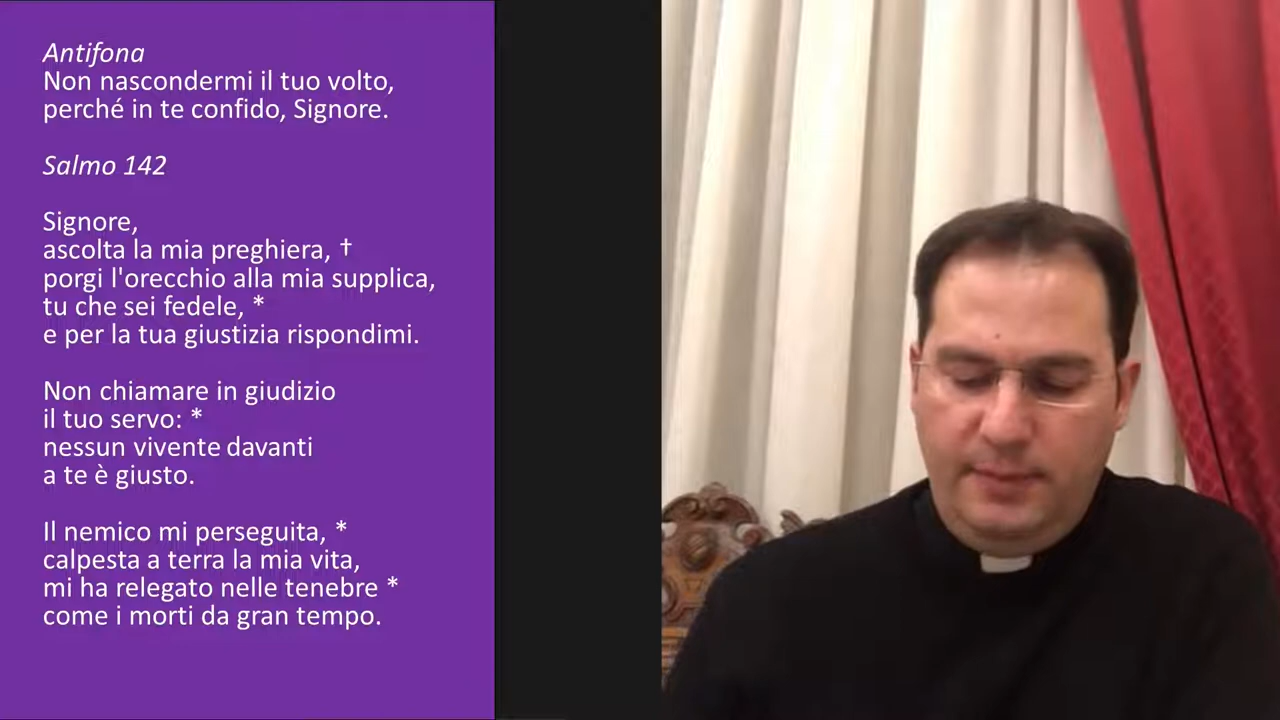 Antifona
Non nascondermi il tuo volto,
perché in te confido, Signore.
Salmo 142
Signore,
ascolta la mia preghiera, †
porgi l'orecchio alla mia supplica,
tu che sei fedele, *
e per la tua giustizia rispondimi.
Non chiamare in giudizio
il tuo servo: *
nessun vivente davanti
a te è giusto.
Il nemico mi perseguita, *
calpesta a terra la mia vita,
mi ha relegato nelle tenebre *
come i morti da gran tempo.